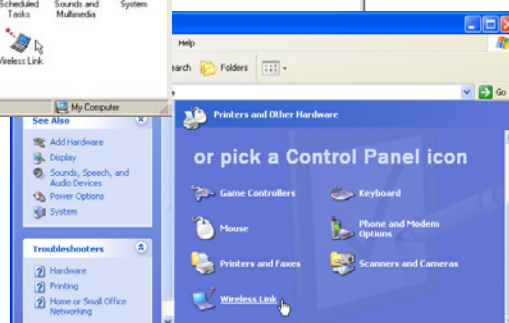 Scheduled Tasks
Sounds and Multimedia
System
Wireless Link
My Computer
Help
Search Folders
Go
See Also
Add Hardware
Display
Sounds, Speech, and Audio Devices
Power Options
System
Troubleshooters
Hardware
Printing
Home or Small Office Networking
Printers and Other Hardware
or pick a Control Panel icon
Game Controllers
Keyboard
Mouse
Phone and Modem Options
Printers and Faxes
Scanners and Cameras
Wireless Link